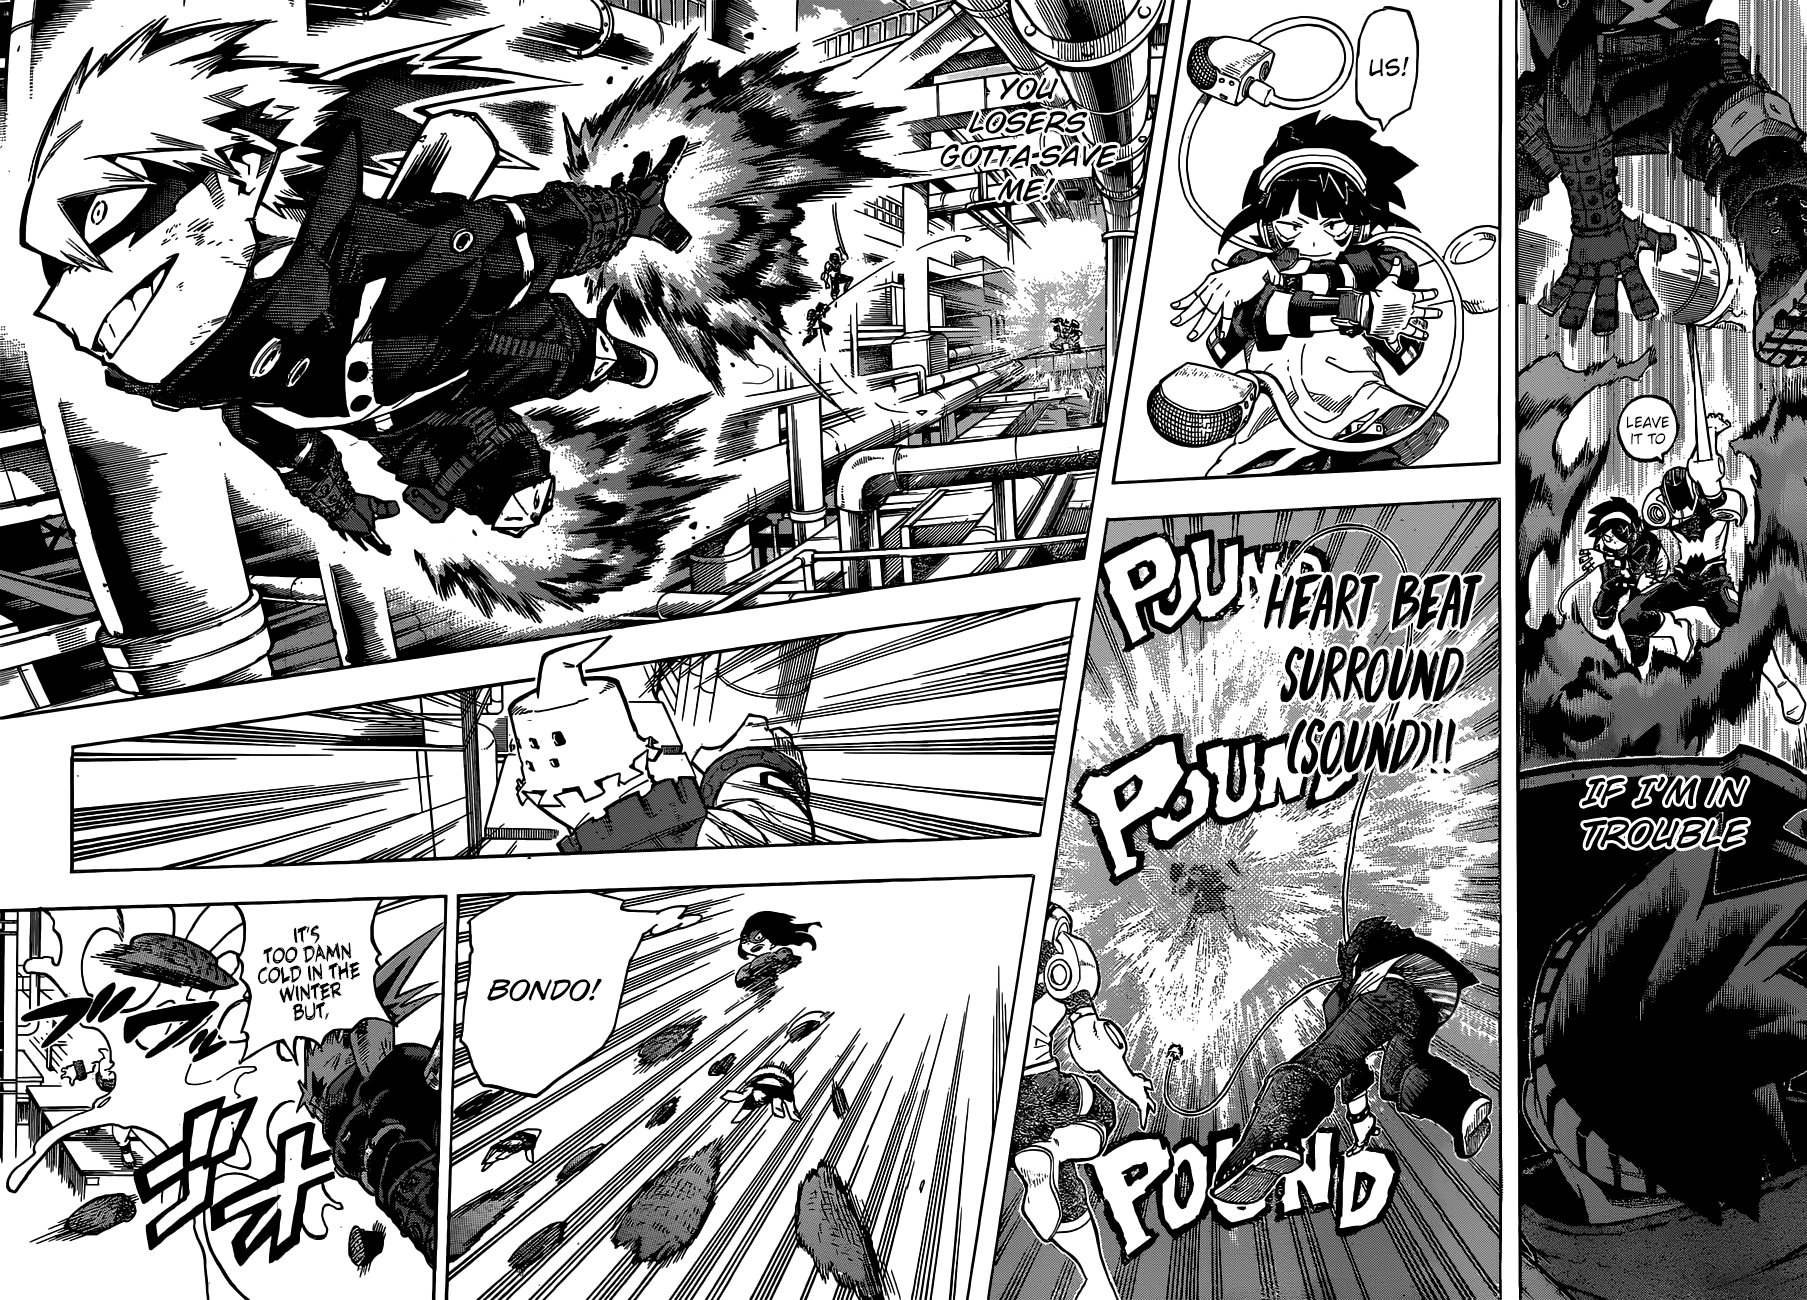 LEAVE
IT TO
IF I'M IN
TROUBLE
US!
HEART BEAT
SURROUND
(SOUND)!!
POUND
POUND
POUND
YOU
LOSERS
GOTTA SAVE
ME!
BONDO!
IT'S
TOO DAMN
COLD IN THE
WINTER
BUT,